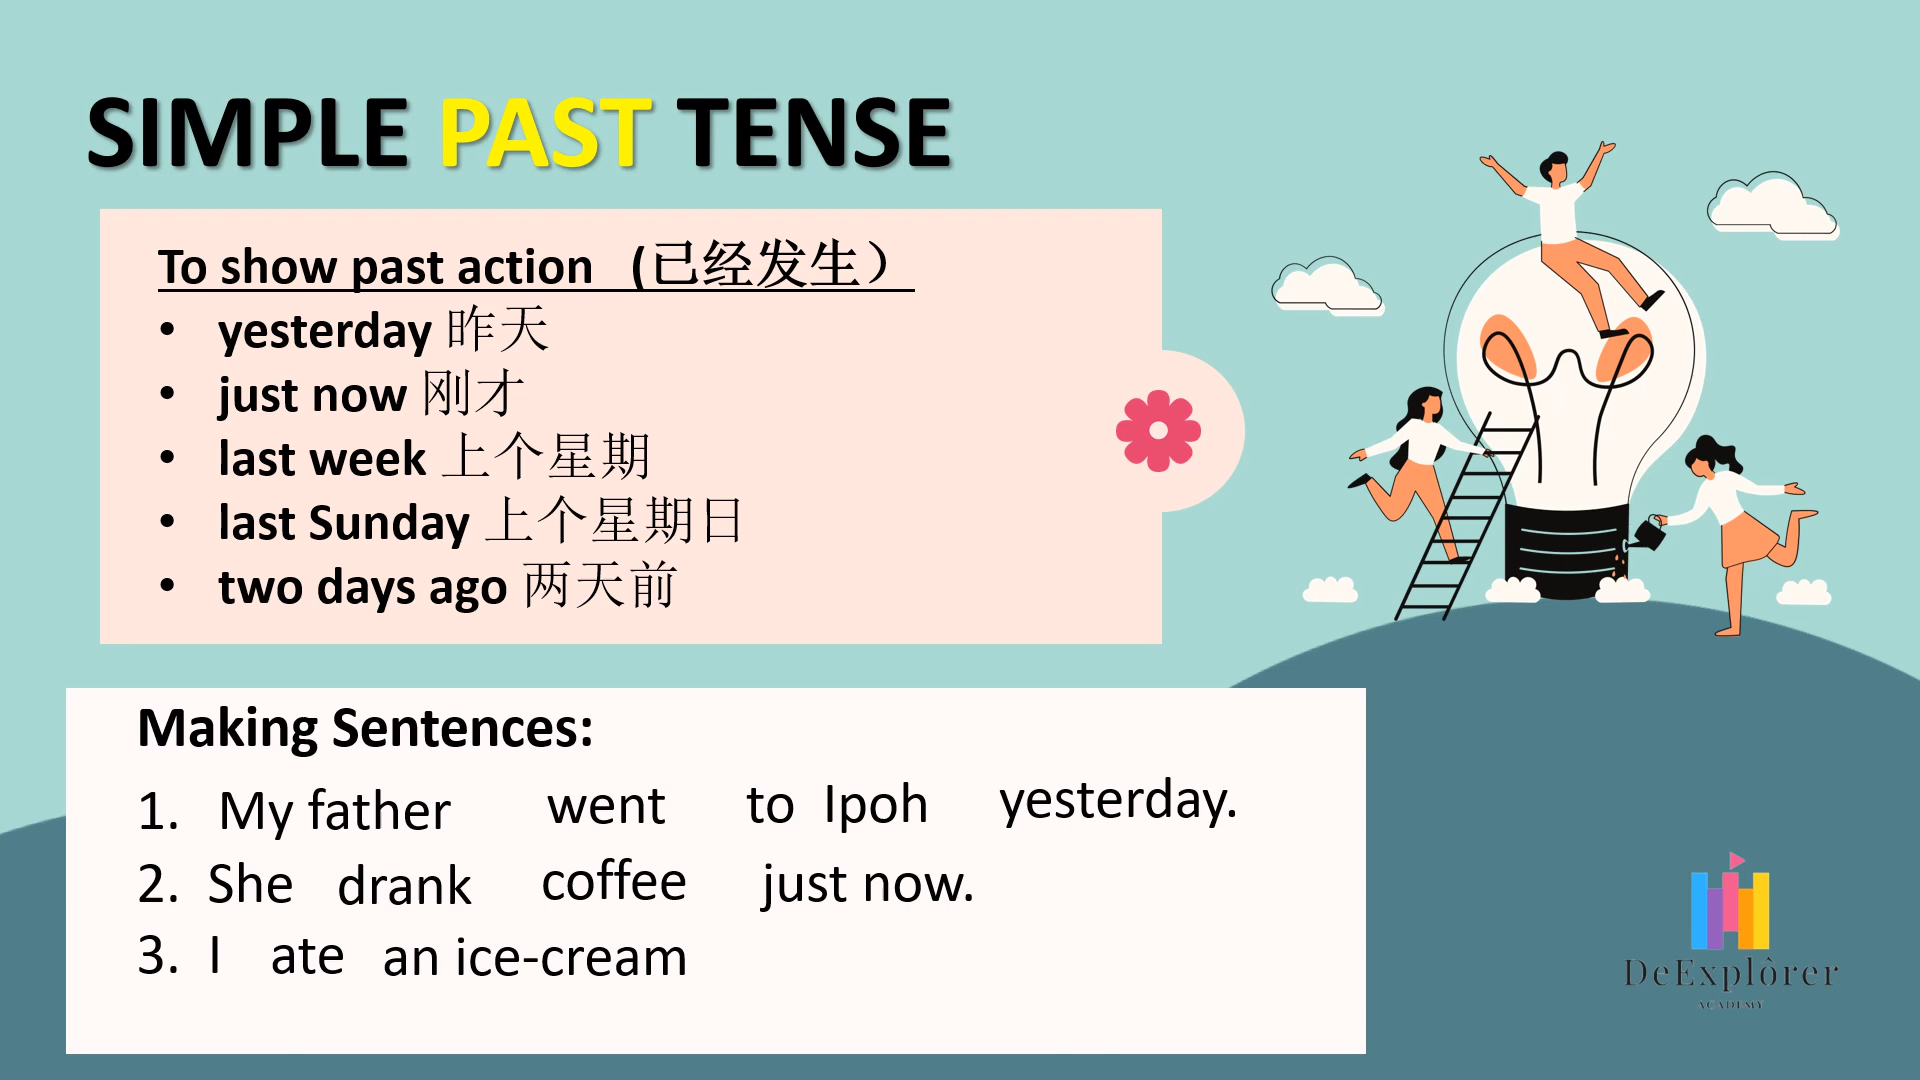 SIMPLE PAST TENSE
To show past action (已经发生）
• yesterday 昨天
• just now 刚才
• last week 上个星期
• last Sunday 上个星期日
• two days ago 两天前
Making Sentences:
1. My father went to Ipoh yesterday.
2. She drank coffee just now.
3. I ate an ice-cream
DeExplòrer
ACADEMY